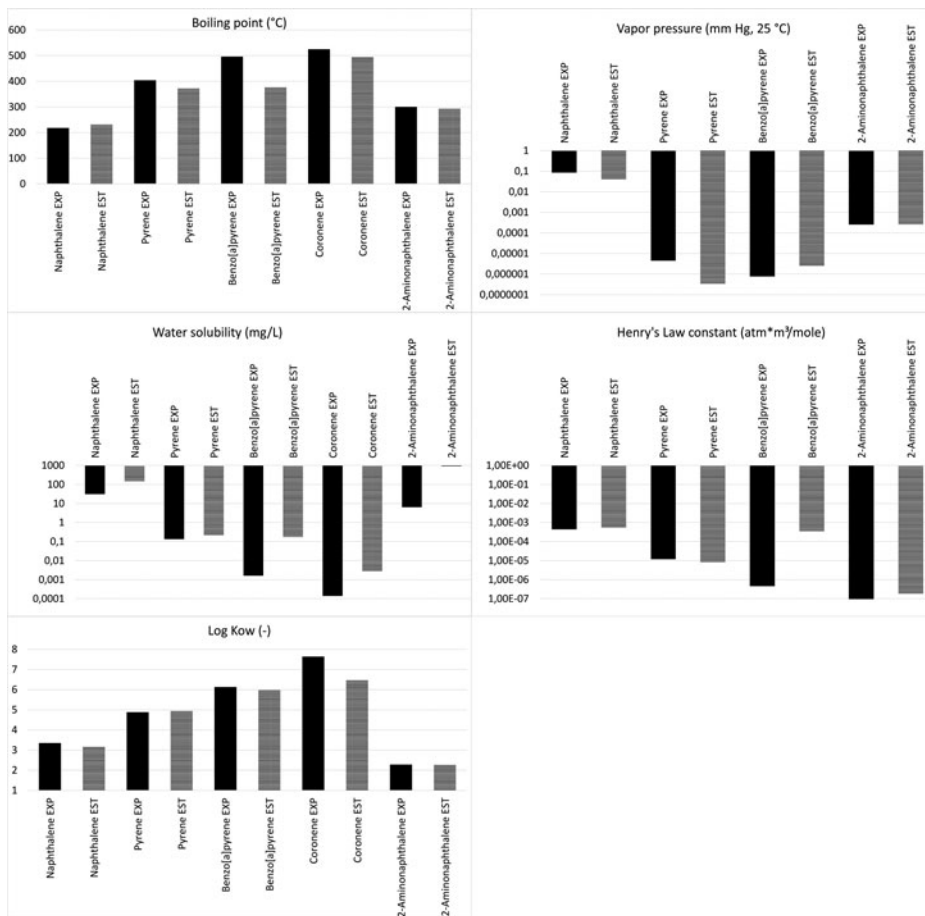 Boiling point (°C)
600
500
400
300
200
100
0
Naphthalene EXP
Naphthalene EST
Pyrene EXP
Pyrene EST
Benzo[a]pyrene EXP
Benzo[a]pyrene EST
Coronene EXP
Coronene EST
2-Aminonaphthalene EXP
2-Aminonaphthalene EST
Vapor pressure (mm Hg, 25 °C)
Naphthalene EXP
Naphthalene EST
Pyrene EXP
Pyrene EST
Benzo[a]pyrene EXP
Benzo[a]pyrene EST
2-Aminonaphthalene EXP
2-Aminonaphthalene EST
1
0,1
0,01
0,001
0,0001
0,00001
0,000001
0,0000001
Water solubility (mg/L)
Naphthalene EXP
Naphthalene EST
Pyrene EXP
Pyrene EST
Benzo[a]pyrene EXP
Benzo[a]pyrene EST
Coronene EXP
Coronene EST
2-Aminonaphthalene EXP
2-Aminonaphthalene EST
1000
100
10
1
0,1
0,01
0,001
0,0001
Henry's Law constant (atm*m³/mole)
Naphthalene EXP
Naphthalene EST
Pyrene EXP
Pyrene EST
Benzo[a]pyrene EXP
Benzo[a]pyrene EST
2-Aminonaphthalene EXP
2-Aminonaphthalene EST
1,00E+00
1,00E-01
1,00E-02
1,00E-03
1,00E-04
1,00E-05
1,00E-06
1,00E-07
Log Kow (-)
8
7
6
5
4
3
2
1
Naphthalene EXP
Naphthalene EST
Pyrene EXP
Pyrene EST
Benzo[a]pyrene EXP
Benzo[a]pyrene EST
Coronene EXP
Coronene EST
2-Aminonaphthalene EXP
2-Aminonaphthalene EST